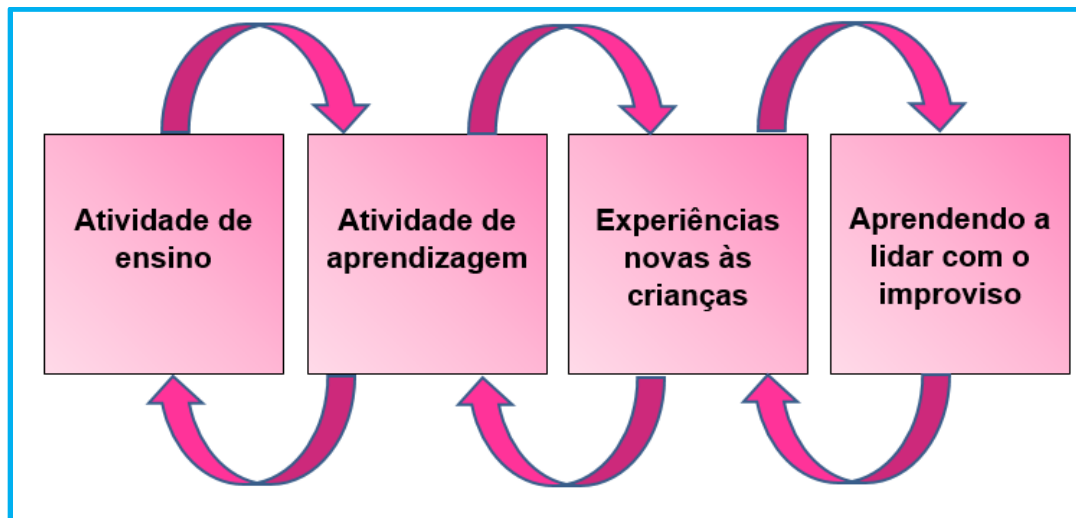 Atividade de
ensino
Atividade de
aprendizagem
Experiências
novas às
crianças
Aprendendo a
lidar com o
improviso